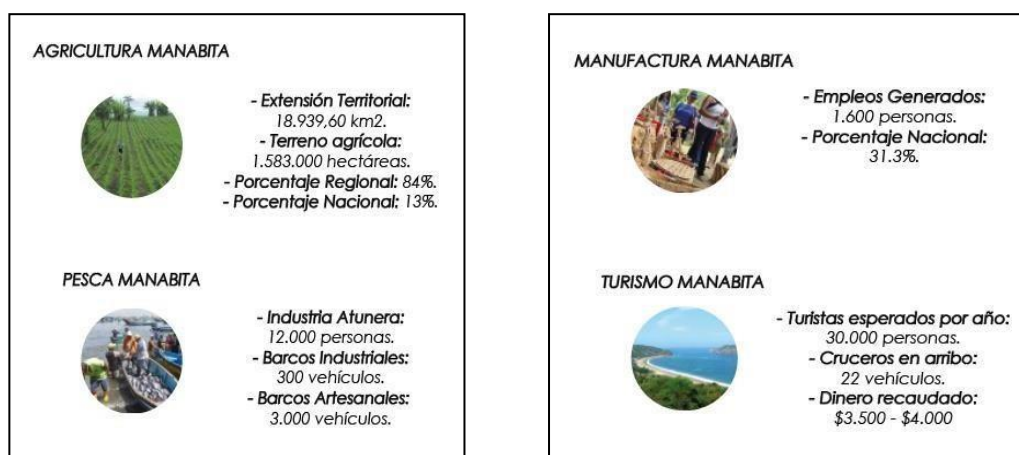 AGRICULTURA MANABITA
- Extensión Territorial:
18.939,60 km2.
- Terreno agrícola:
1.583.000 hectáreas.
- Porcentaje Regional: 84%.
- Porcentaje Nacional: 13%.
PESCA MANABITA
- Industria Atunera:
12.000 personas.
- Barcos Industriales:
300 vehículos.
- Barcos Artesanales:
3.000 vehículos.
MANUFACTURA MANABITA
- Empleos Generados:
1.600 personas.
- Porcentaje Nacional:
31.3%.
TURISMO MANABITA
- Turistas esperados por año:
30.000 personas.
- Cruceros en arribo:
22 vehículos.
- Dinero recaudado:
$3.500 - $4.000